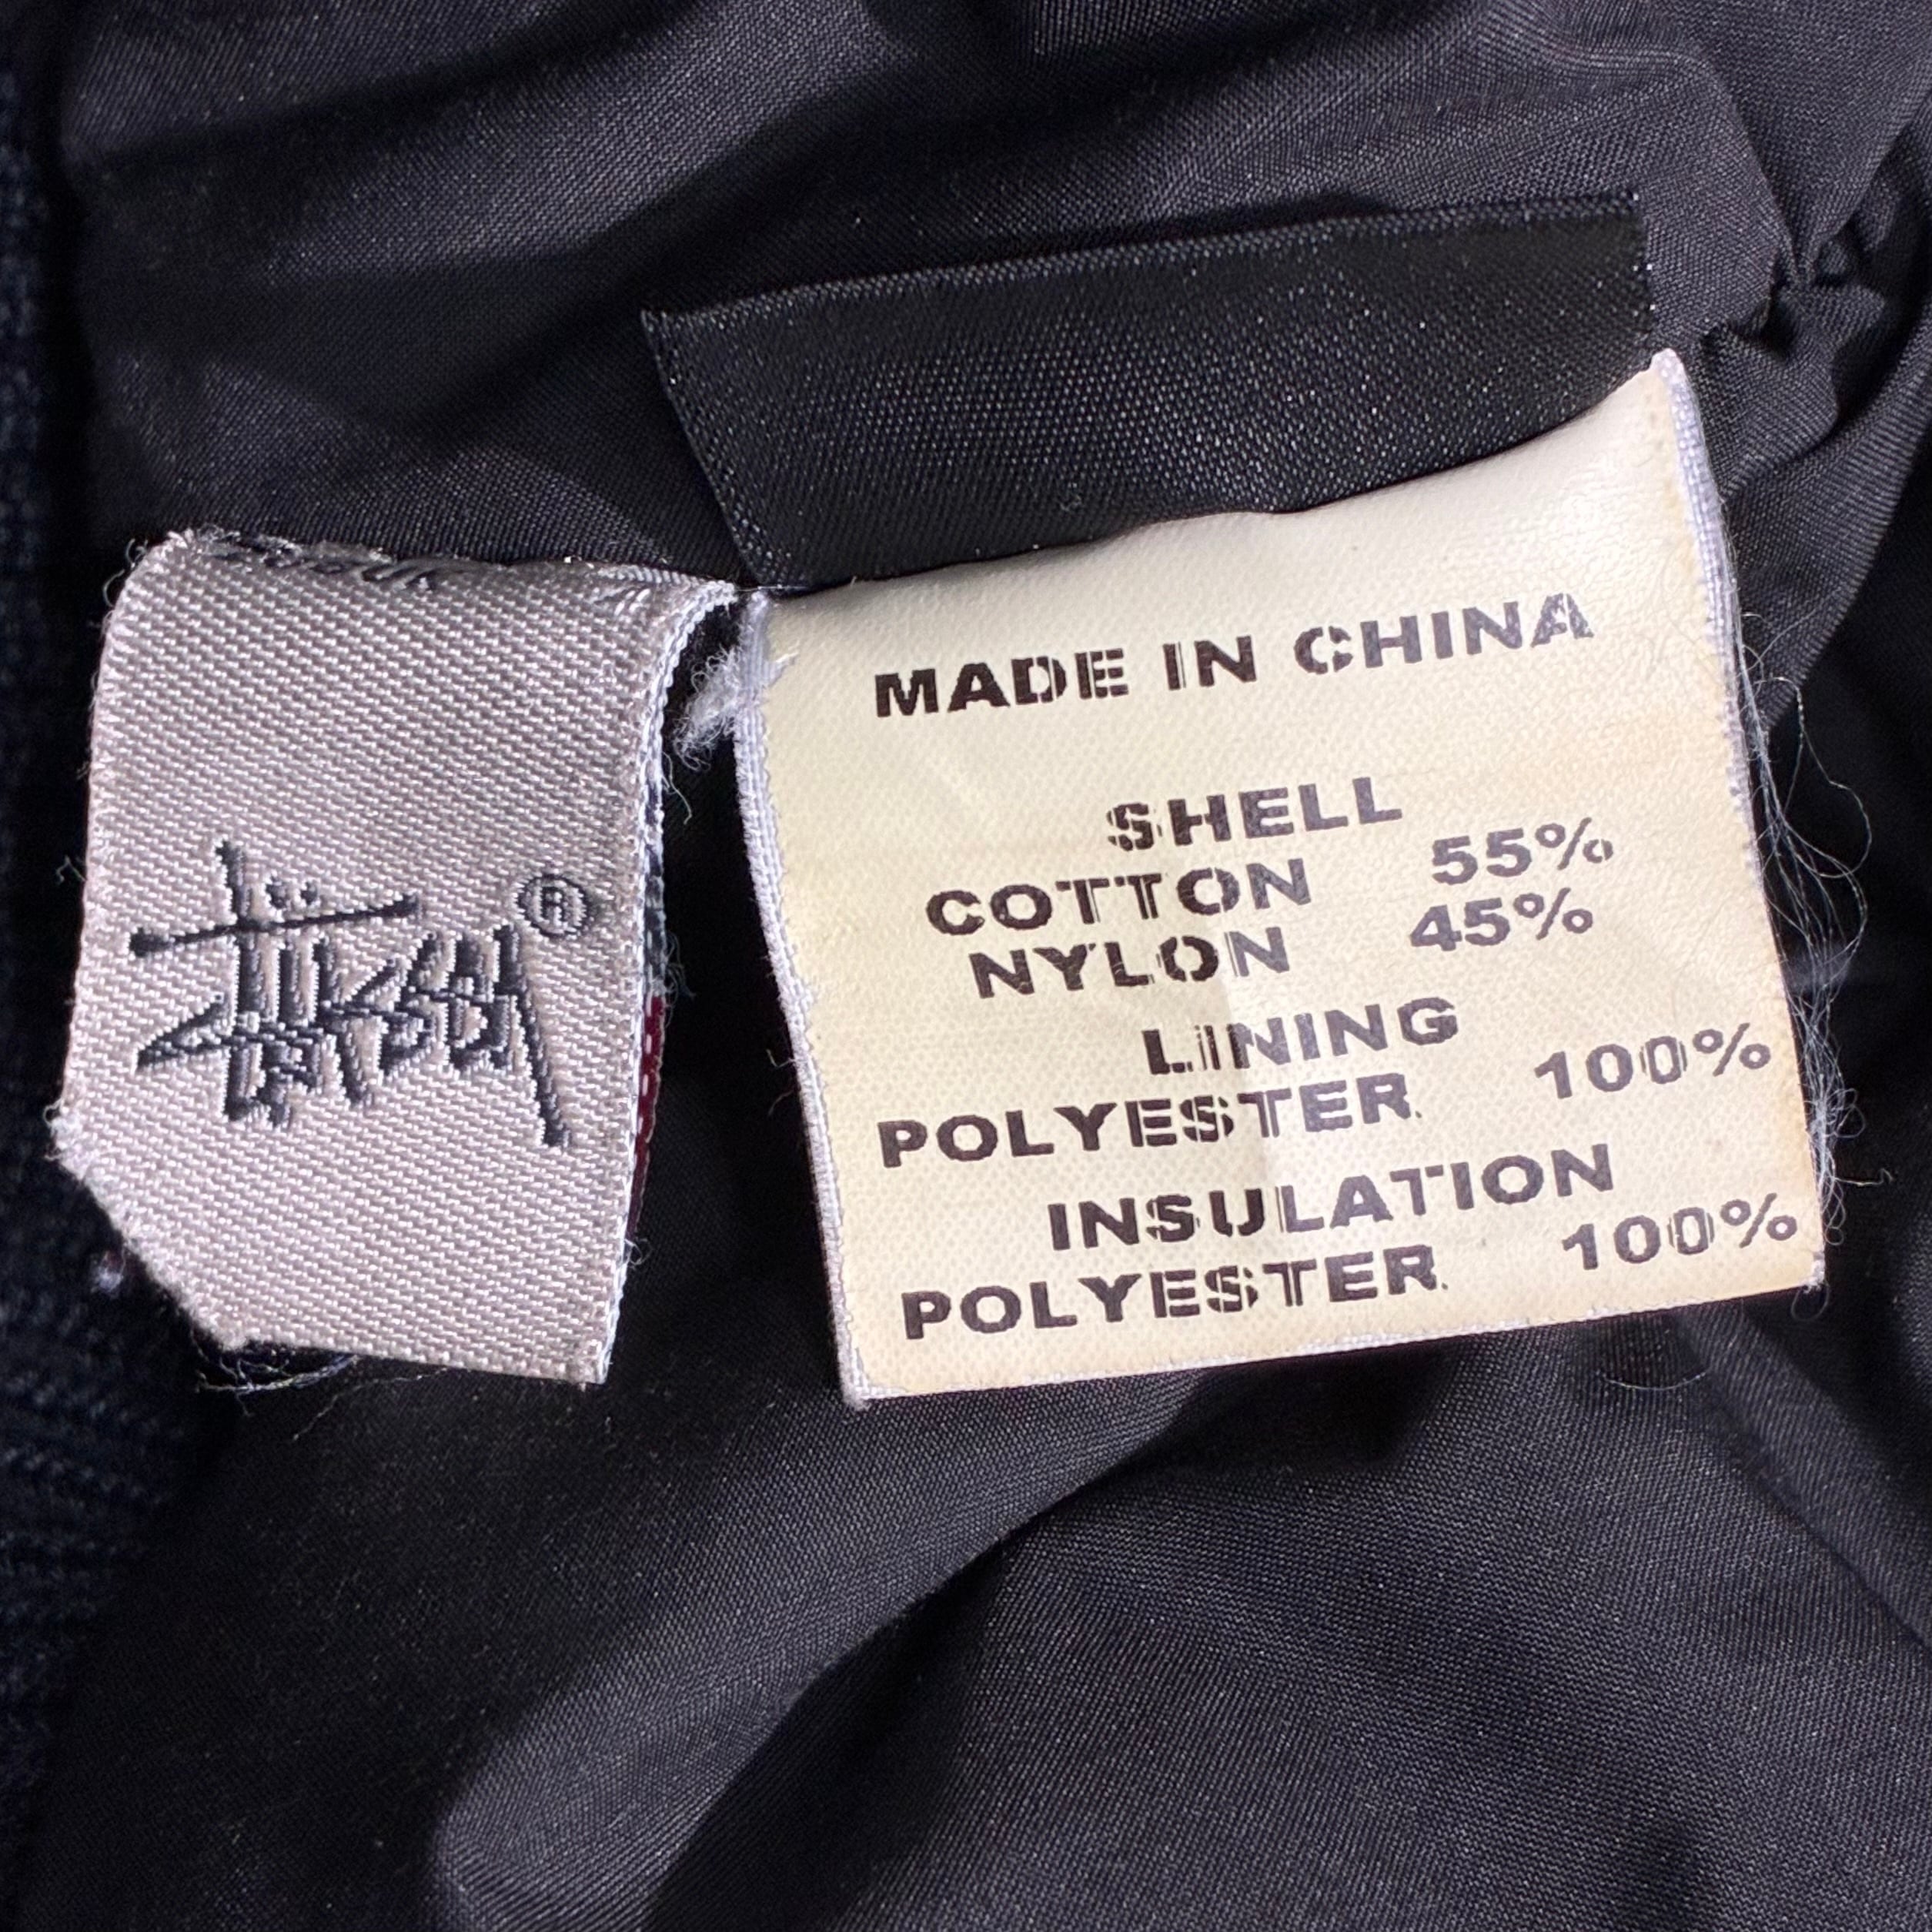 Stüssy ®
MADE IN CHINA
SHELL
COTTON 55%
NYLON 45%
LINING
POLYESTER 100%
INSULATION
POLYESTER 100%